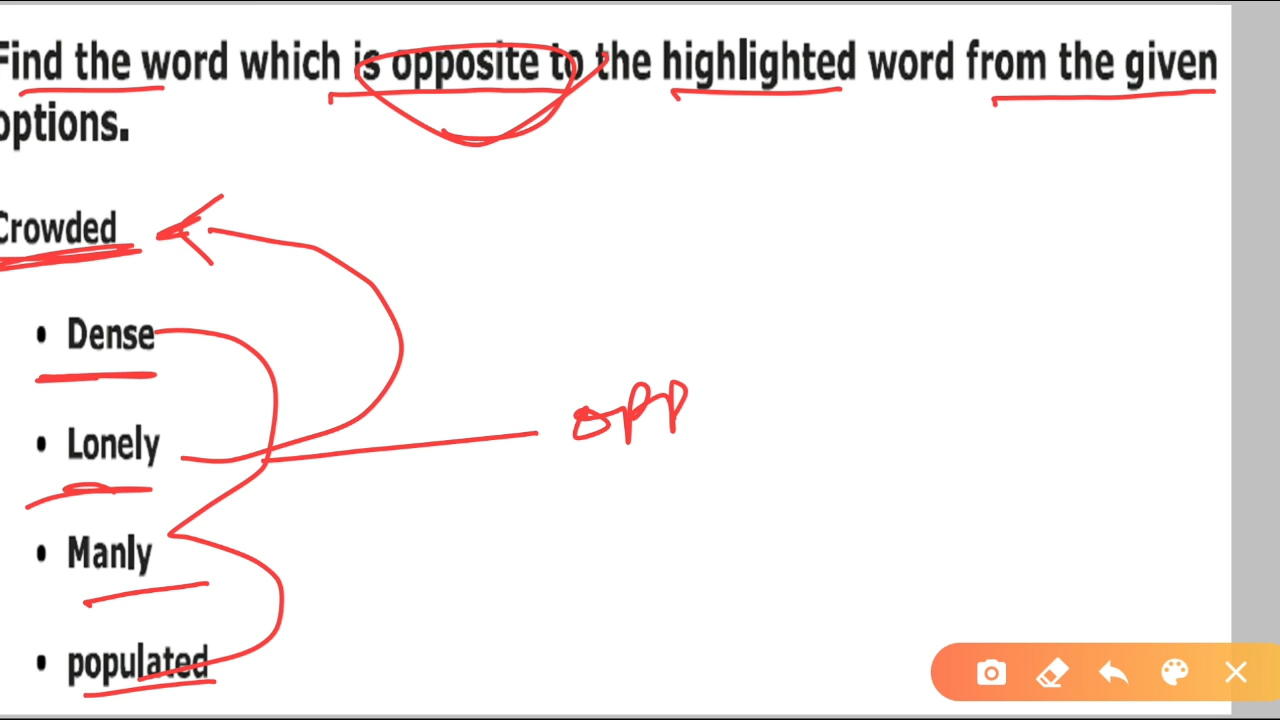 Find the word which is opposite to the highlighted word from the given
options.
Crowded
• Dense
• Lonely
opp
• Manly
• populated